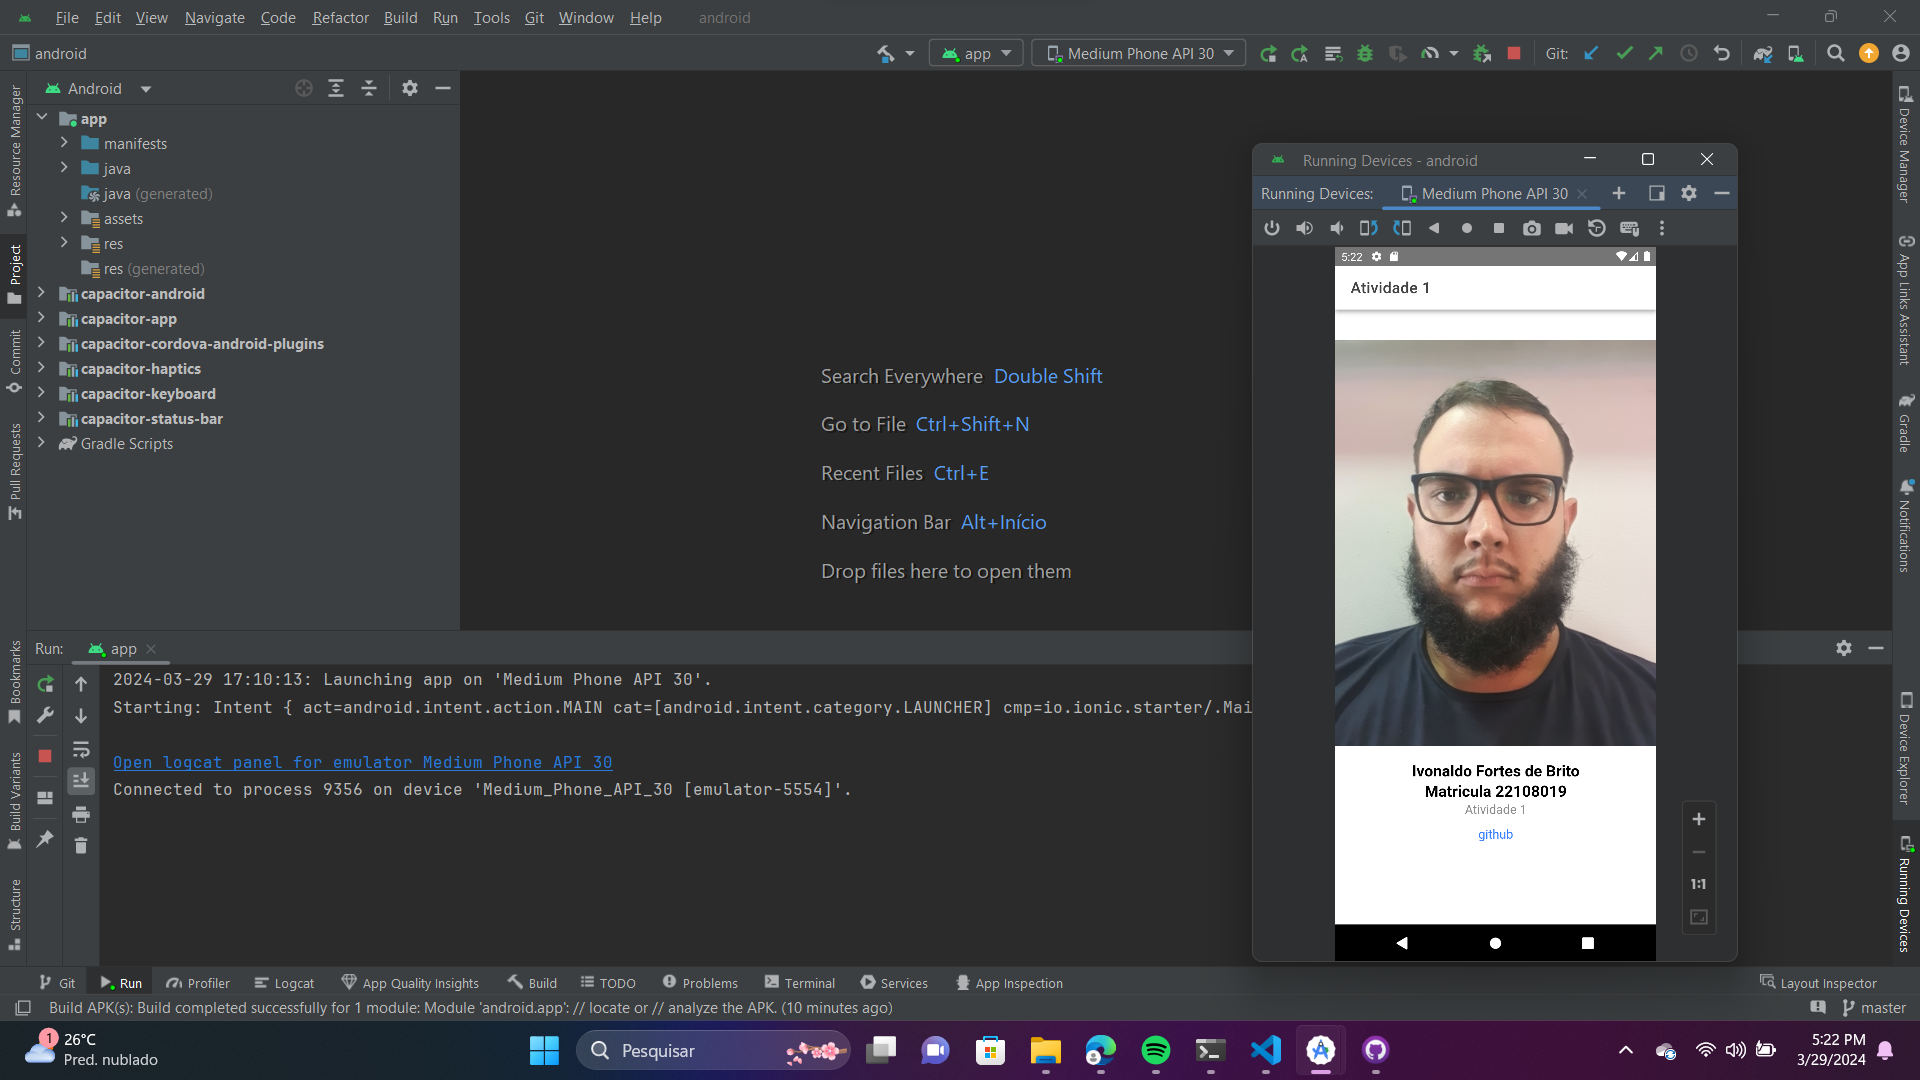 File Edit View Navigate Code Refactor Build Run Tools Git Window Help android
android app Medium Phone API 30 Git:
Android
app
manifests
java
java (generated)
assets
res
res (generated)
capacitor-android
capacitor-app
capacitor-cordova-android-plugins
capacitor-haptics
capacitor-keyboard
capacitor-status-bar
Gradle Scripts
Resource Manager
Project
Commit
Pull Requests
Bookmarks
Build Variants
Structure
Search Everywhere Double Shift
Go to File Ctrl+Shift+N
Recent Files Ctrl+E
Navigation Bar Alt+Início
Drop files here to open them
Running Devices - android
Running Devices: Medium Phone API 30
5:22
Atividade 1
Ivonaldo Fortes de Brito
Matricula 22108019
Atividade 1
github
1:1
Device Manager
App Links Assistant
Gradle
Notifications
Device Explorer
Running Devices
Run: app
2024-03-29 17:10:13: Launching app on 'Medium Phone API 30'.
Starting: Intent { act=android.intent.action.MAIN cat=[android.intent.category.LAUNCHER] cmp=io.ionic.starter/.Mai
Open logcat panel for emulator Medium Phone API 30
Connected to process 9356 on device 'Medium_Phone_API_30 [emulator-5554]'.
Git Run Profiler Logcat App Quality Insights Build TODO Problems Terminal Services App Inspection Layout Inspector
Build APK(s): Build completed successfully for 1 module: Module 'android.app': // locate or // analyze the APK. (10 minutes ago) master
1
26°C
Pred. nublado
Pesquisar
5:22 PM
3/29/2024